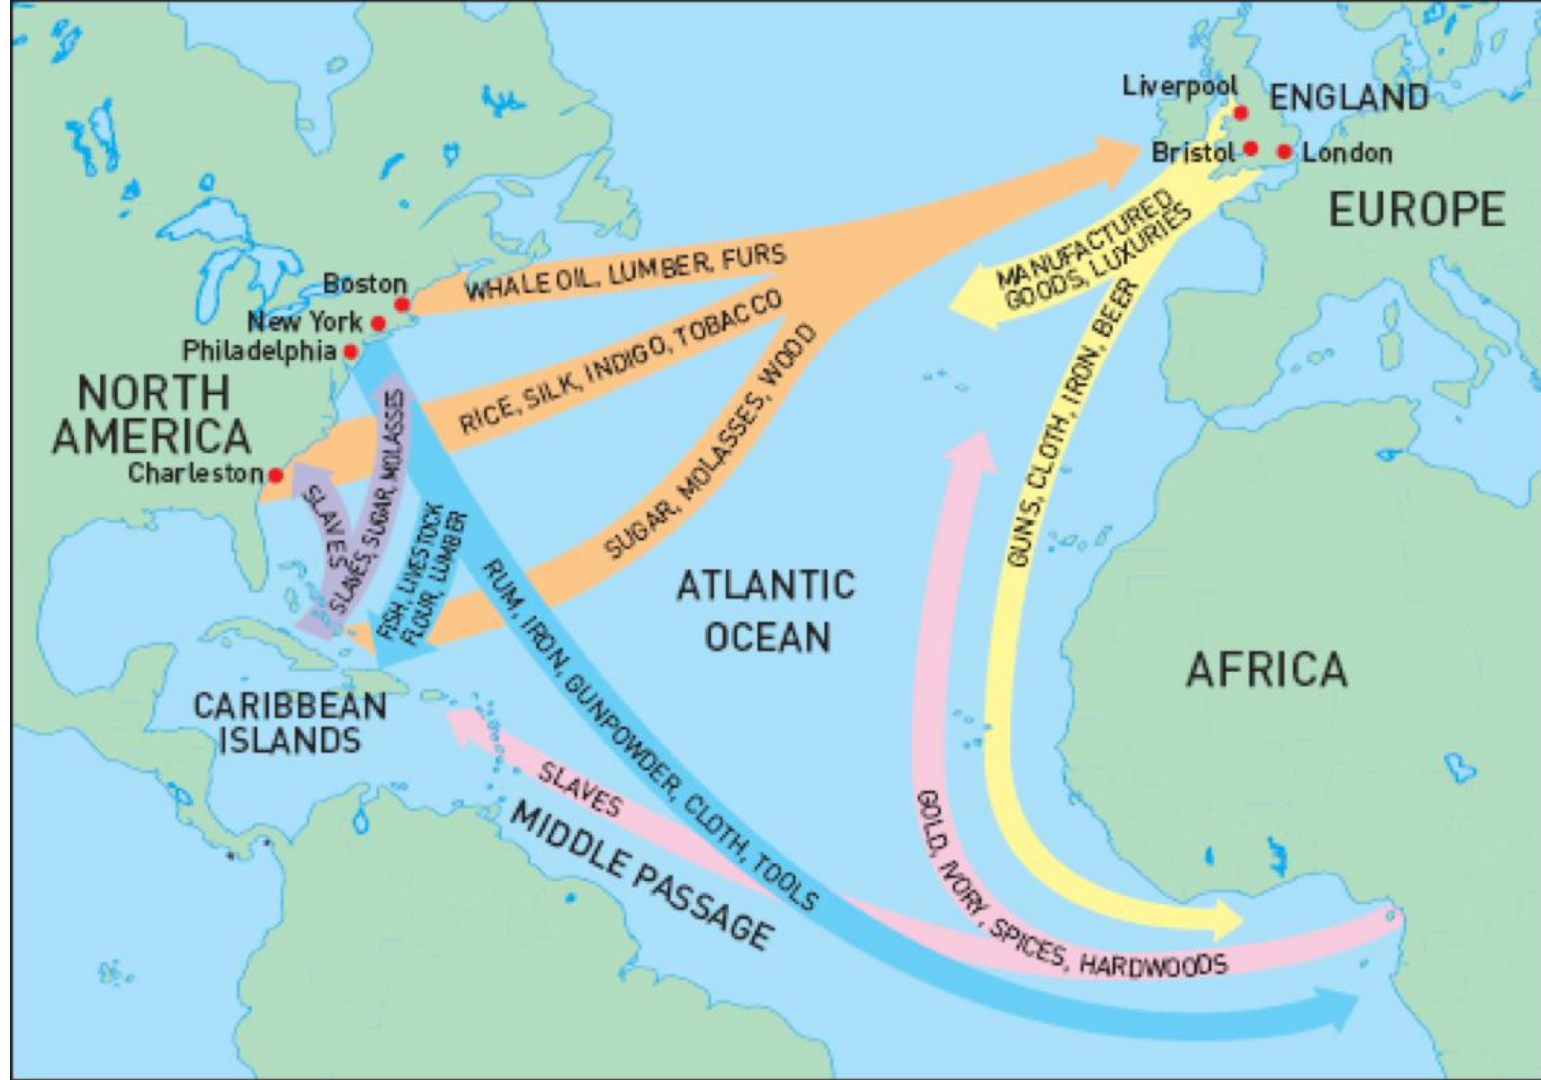 Liverpool
ENGLAND
Bristol
London
EUROPE
MANUFACTURED
GOODS, LUXURIES
WHALE OIL, LUMBER, FURS
Boston
New York
Philadelphia
RICE, SILK, INDIGO, TOBACCO
GUNS, CLOTH, IRON, BEER
NORTH
AMERICA
Charleston
SLAVES
SLAVES, SUGAR, MOLASSES
FISH, LIVESTOCK
FLOUR, LUMBER
SUGAR, MOLASSES, WOOD
RUM, IRON, GUNPOWDER, CLOTH, TOOLS
ATLANTIC
OCEAN
AFRICA
CARIBBEAN
ISLANDS
SLAVES
MIDDLE PASSAGE
GOLD, IVORY, SPICES, HARDWOODS